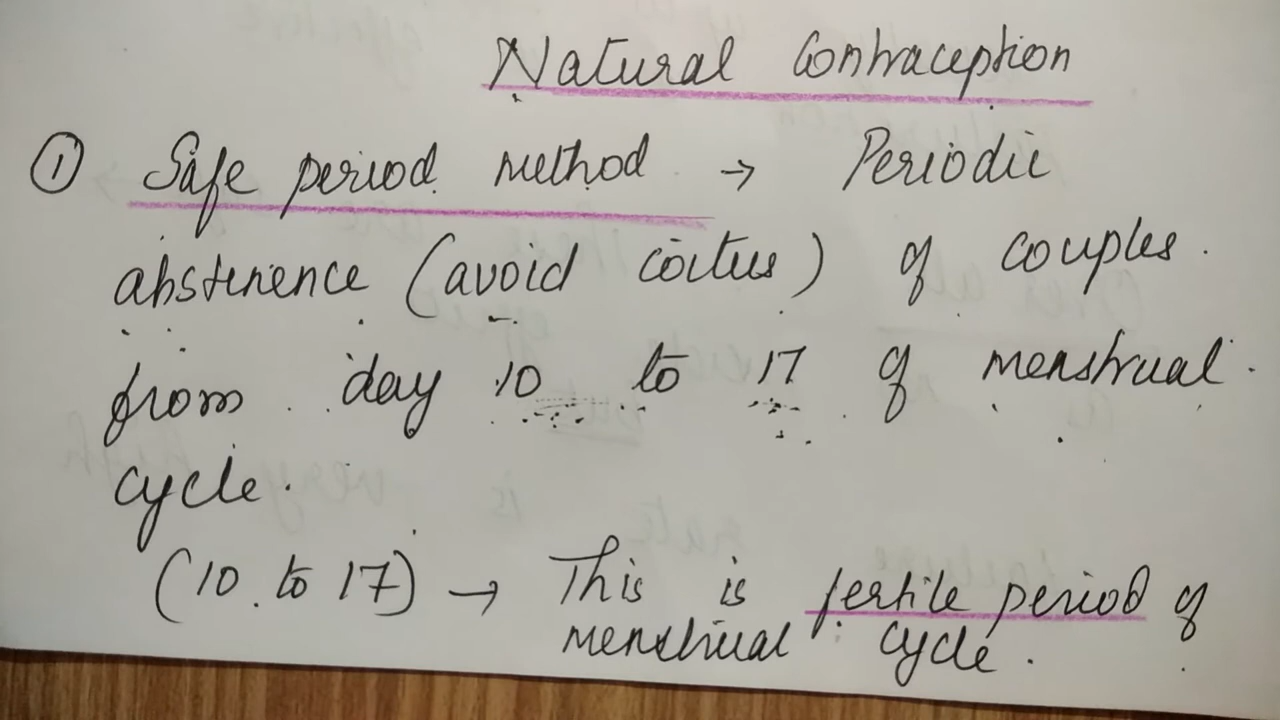 Natural Contraception
① Safe period method → Periodic
abstinence (avoid coitus) of couples.
from day 10 to 17 of menstrual
cycle.
(10 to 17) → This is fertile period of
menstrual cycle.